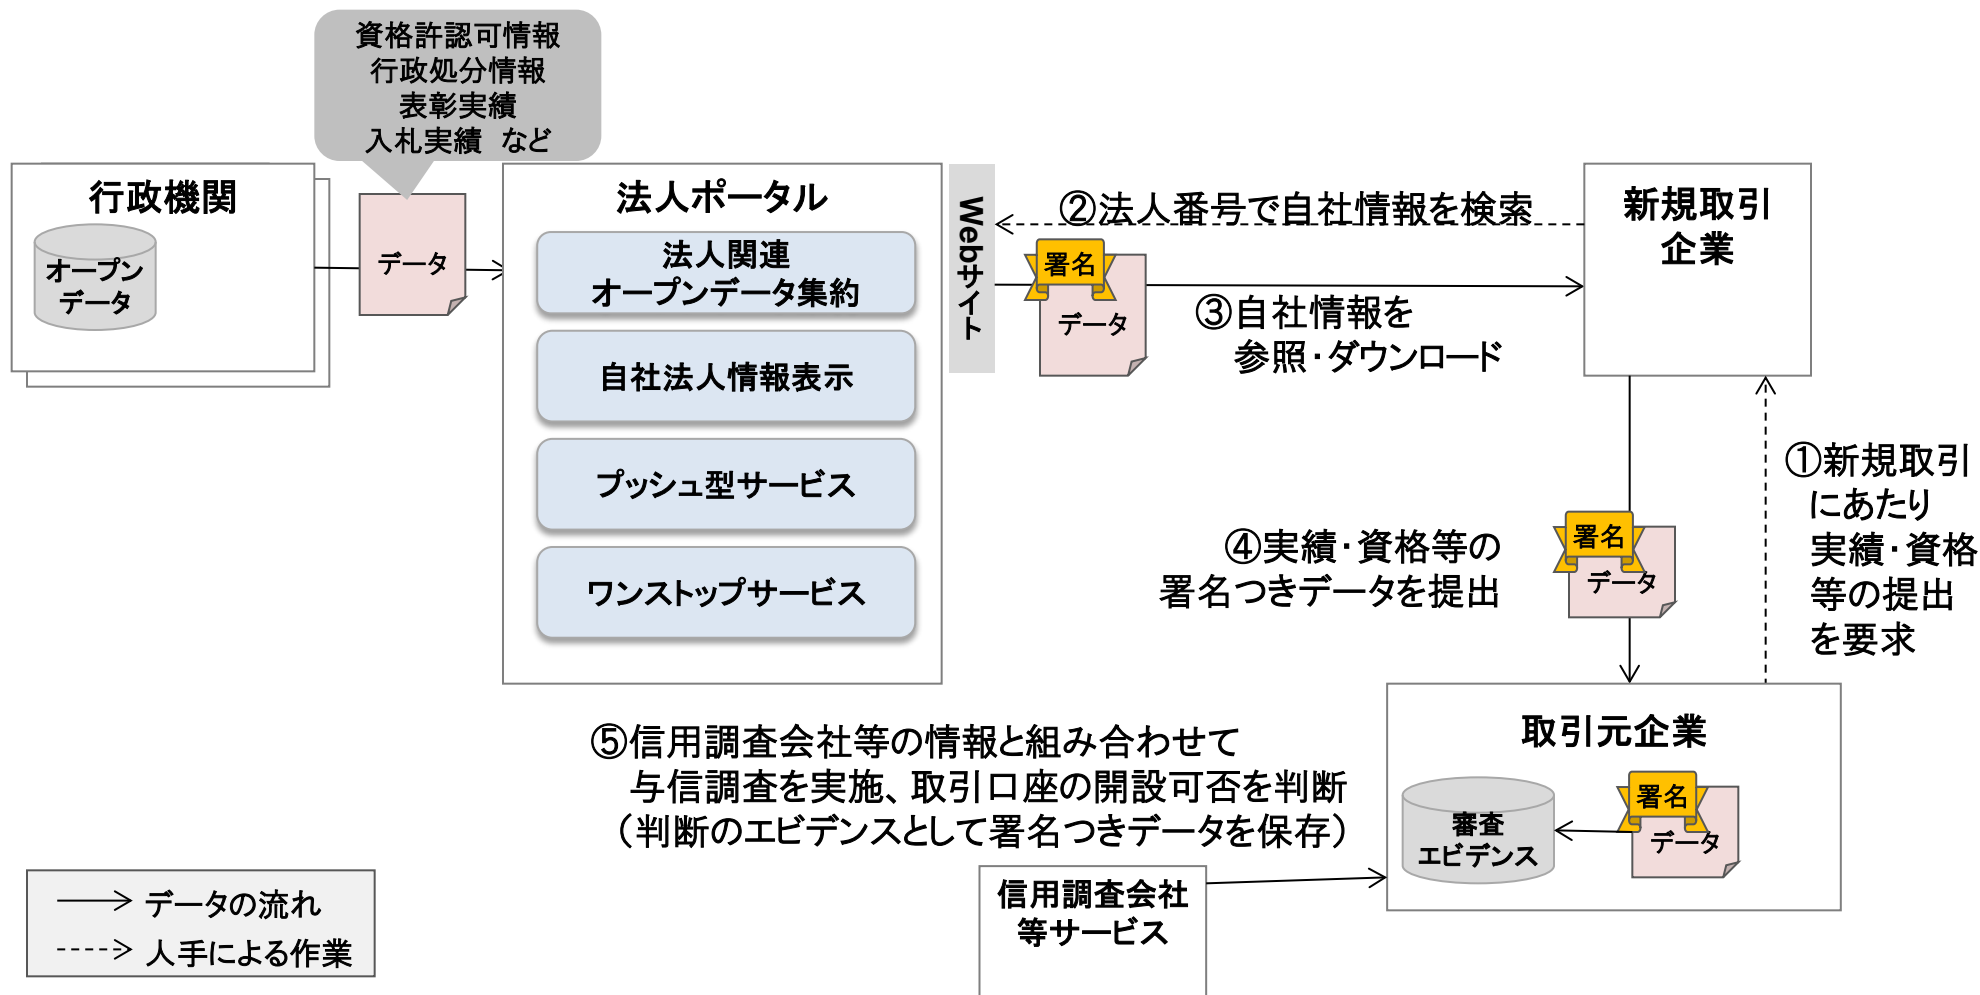 資格許認可情報
行政処分情報
表彰実績
入札実績 など
行政機関
オープン
データ
データ
法人ポータル
法人関連
オープンデータ集約
自社法人情報表示
プッシュ型サービス
ワンストップサービス
Webサイト
②法人番号で自社情報を検索
署名
データ
③自社情報を
参照・ダウンロード
新規取引
企業
①新規取引
にあたり
実績・資格
等の提出
を要求
④実績・資格等の
署名つきデータを提出
署名
データ
取引元企業
審査
エビデンス
署名
データ
⑤信用調査会社等の情報と組み合わせて
与信調査を実施、取引口座の開設可否を判断
（判断のエビデンスとして署名つきデータを保存）
信用調査会社
等サービス
データの流れ
人手による作業